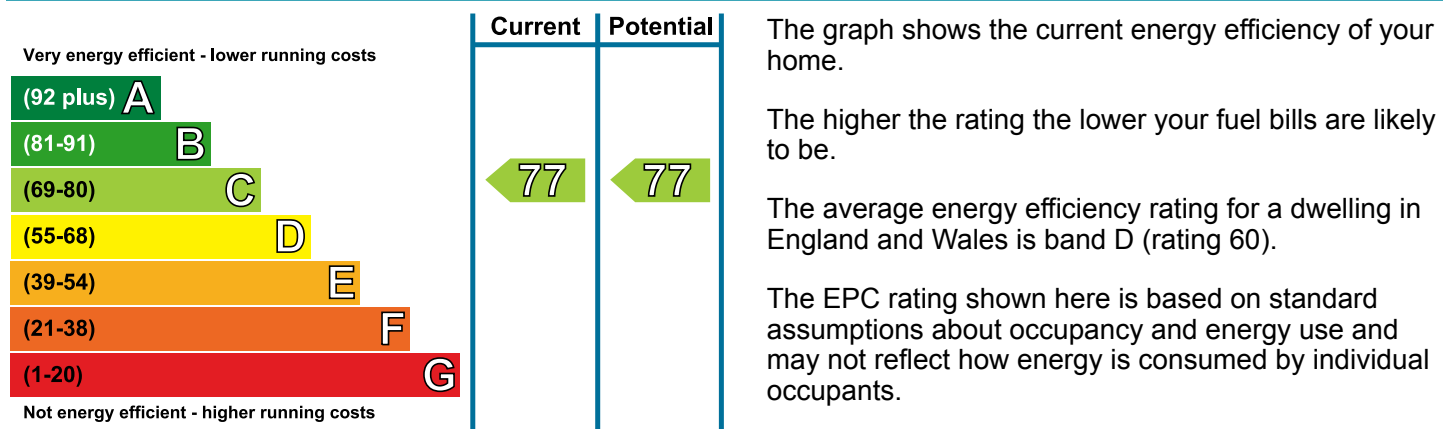 Current Potential
Very energy efficient - lower running costs
(92 plus) A
(81-91) B
(69-80) C
77 77
(55-68) D
(39-54) E
(21-38) F
(1-20) G
Not energy efficient - higher running costs
The graph shows the current energy efficiency of your
home.
The higher the rating the lower your fuel bills are likely
to be.
The average energy efficiency rating for a dwelling in
England and Wales is band D (rating 60).
The EPC rating shown here is based on standard
assumptions about occupancy and energy use and
may not reflect how energy is consumed by individual
occupants.